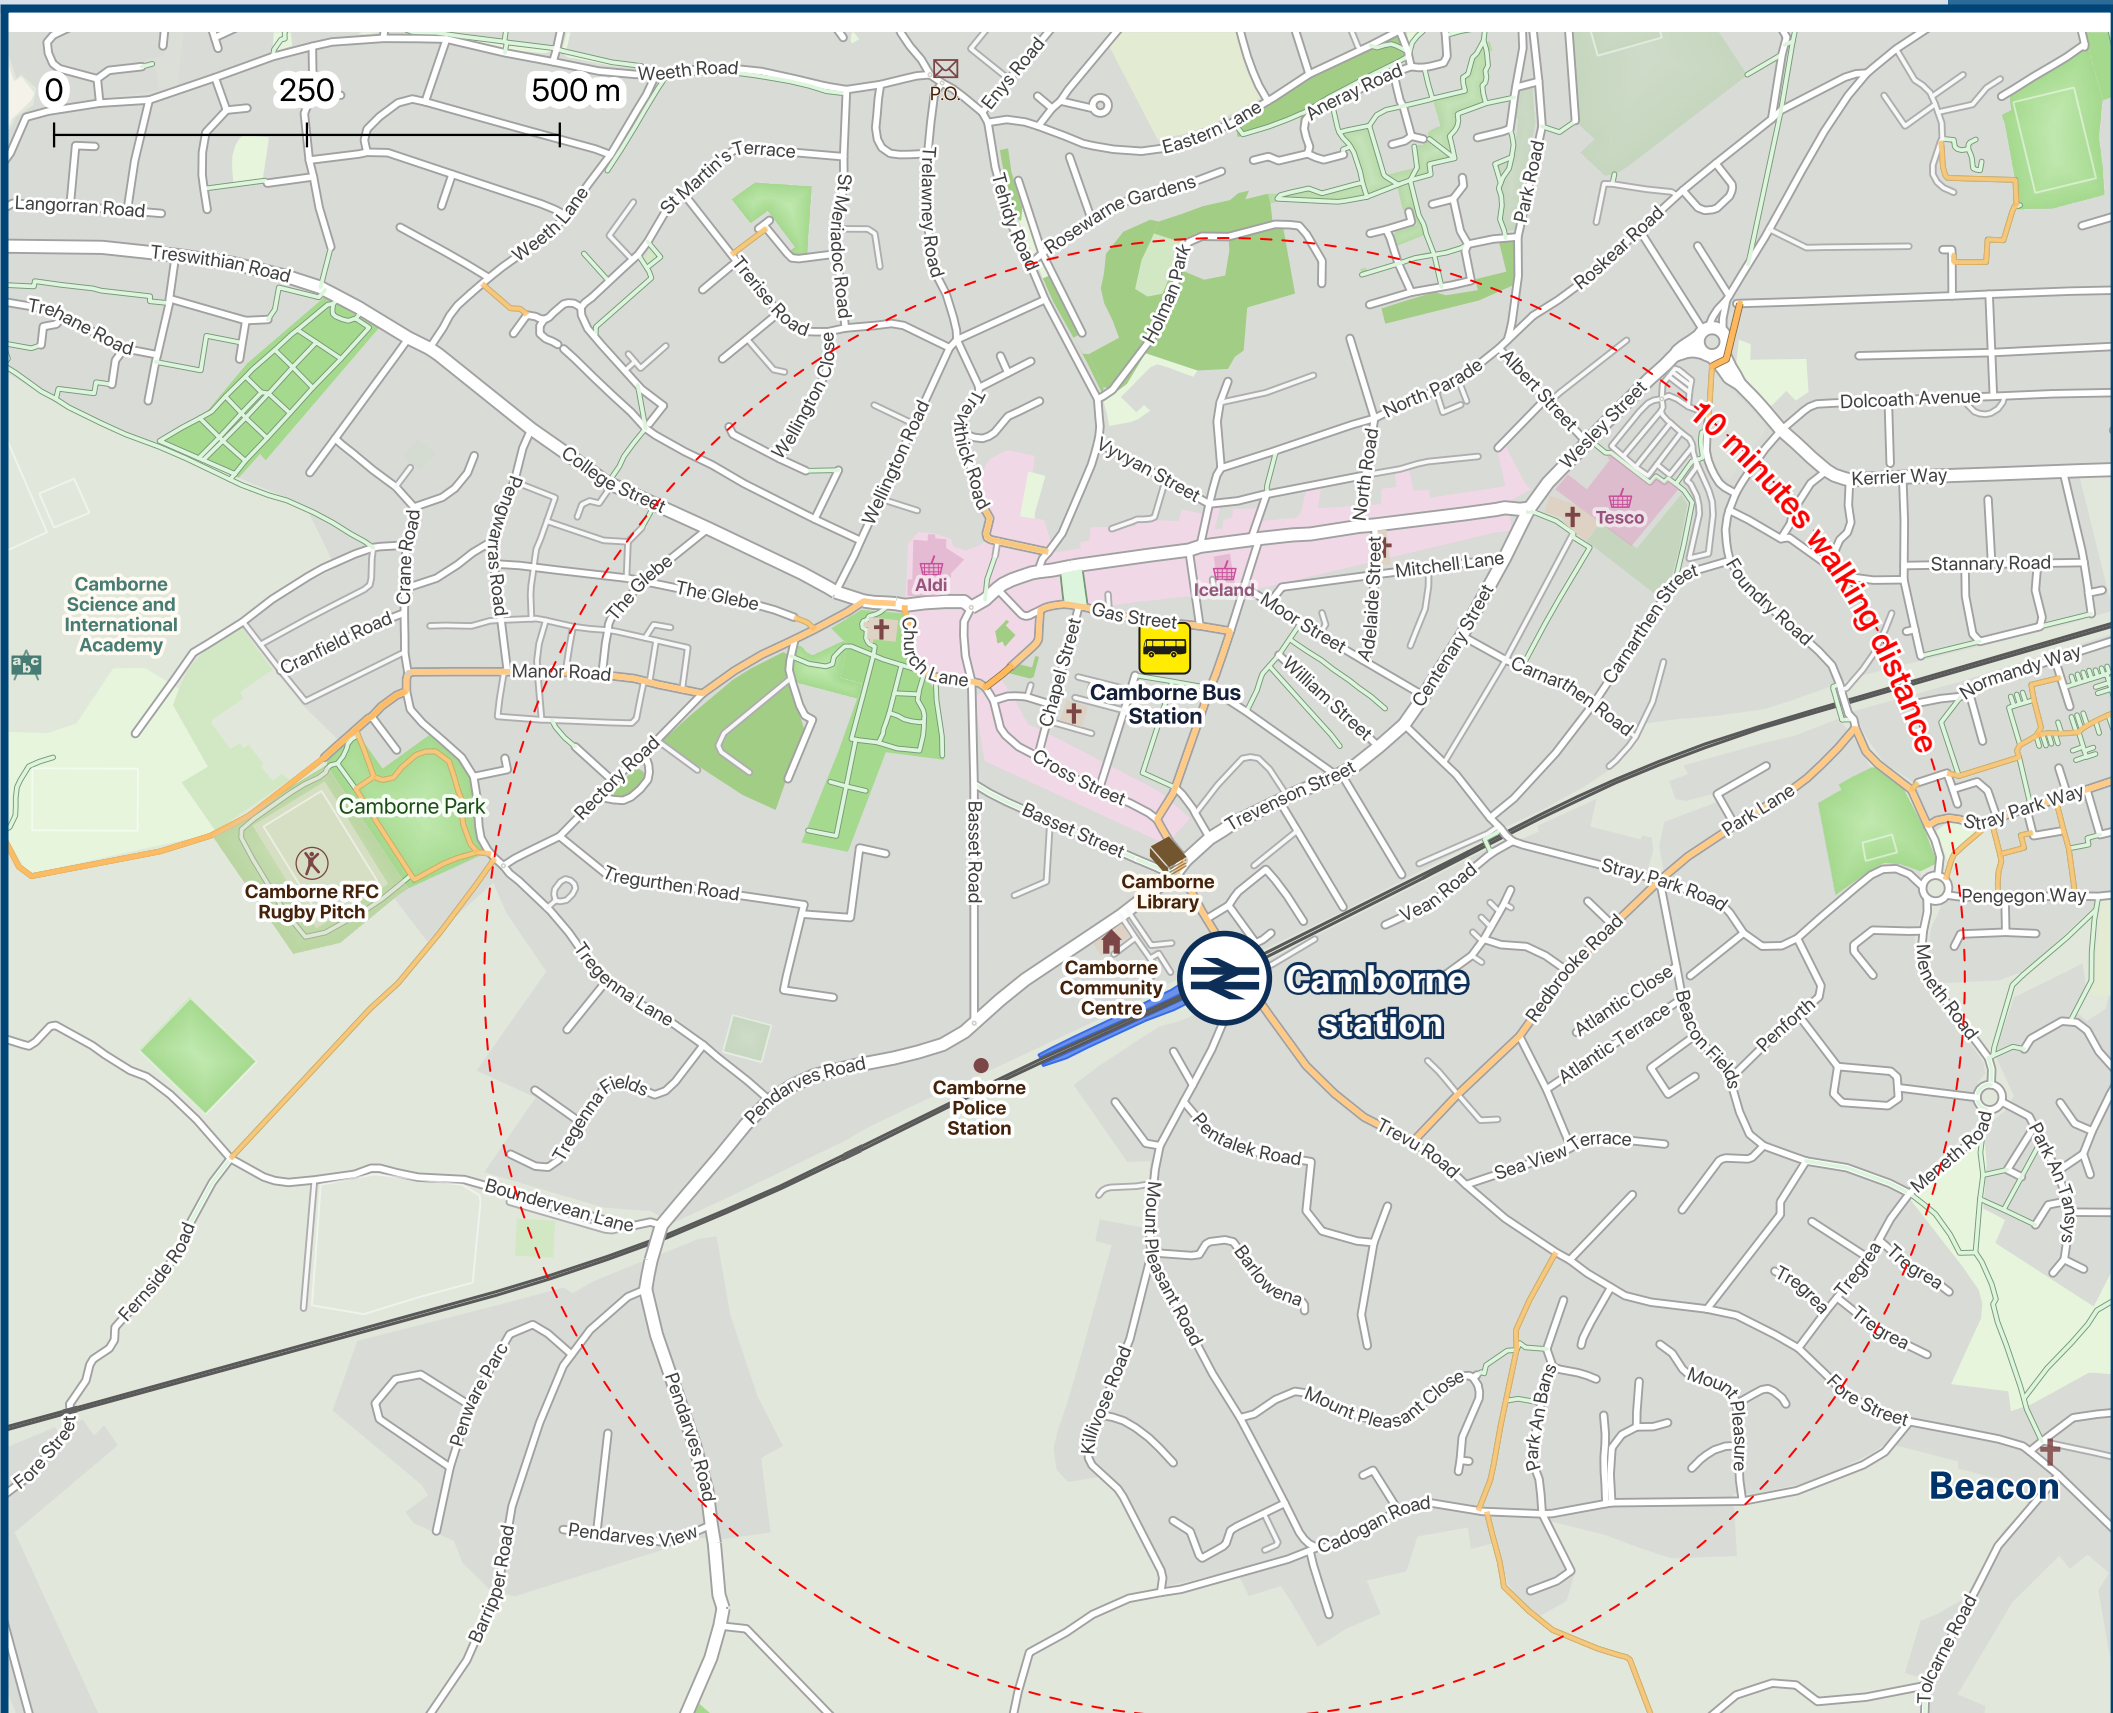 0 250 500 m
Weeth Road
P.O.
Enys Road
Eastern Lane
Aneray Road
St Martin's Terrace
St Meriadoc Road
Trelawney Road
Tehidy Road
Rosewarne Gardens
Park Road
Roskear Road
Langorran Road
Treswithian Road
Weeth Lane
Trehane Road
Trerise Road
Holman Park
Wellington Close
Wellington Road
Trevithick Road
Vyvyan Street
North Parade
North Road
Albert Street
Wesley Street
10 minutes walking distance
Dolcoath Avenue
Kerrier Way
College Street
Pengwarras Road
Crane Road
Tesco
Aldi
Iceland
Mitchell Lane
Adelaide Street
Stannary Road
Camborne
Science and
International
Academy
abc
The Glebe
The Glebe
Cranfield Road
Manor Road
Church Lane
Gas Street
Chapel Street
Moor Street
William Street
Centenary Street
Carnarthen Street
Carnarthen Road
Foundry Road
Normandy Way
Camborne Bus
Station
Rectory Road
Camborne Park
Cross Street
Basset Street
Basset Road
Trevenson Street
Park Lane
Stray Park Way
Camborne RFC
Rugby Pitch
Tregurthen Road
Camborne
Library
Vean Road
Stray Park Road
Pengegon Way
Tregenna Lane
Camborne
Community
Centre
Camborne
station
Redbrooke Road
Atlantic Close
Atlantic Terrace
Beacon Fields
Penforth
Meneth Road
Camborne
Police
Station
Pendarves Road
Tregenna Fields
Pentalek Road
Trevu Road
Sea View Terrace
Meneth Road
Park An Tansys
Boundervean Lane
Fernside Road
Mount Pleasant Road
Barlowena
Tregrea
Tregrea
Tregrea
Tregrea
Penware Parc
Pendarves Road
Killivose Road
Mount Pleasant Close
Park An Bans
Mount Pleasure
Fore Street
Fore Street
Beacon
Pendarves View
Cadogan Road
Barripper Road
Tolcarne Road